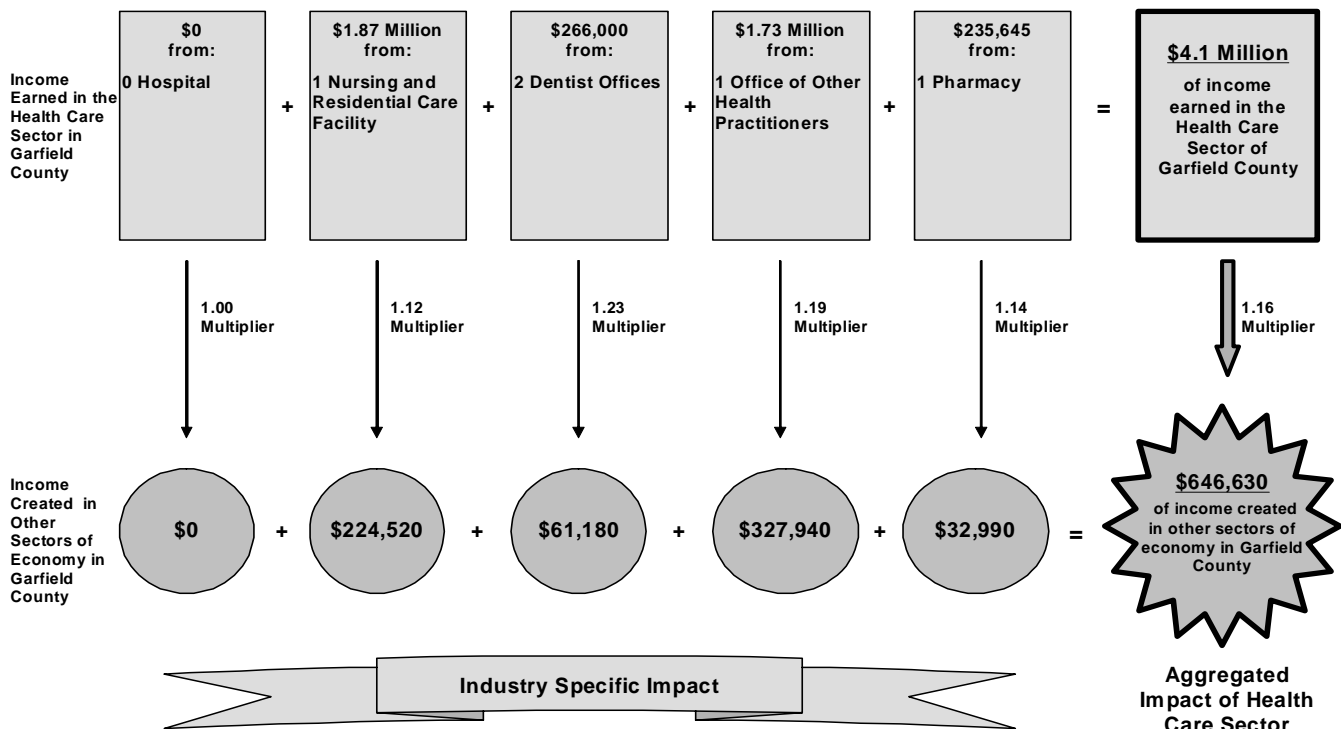 Income
Earned in the
Health Care
Sector in
Garfield
County
$0
from:
0 Hospital
+
$1.87 Million
from:
1 Nursing and
Residential Care
Facility
+
$266,000
from:
2 Dentist Offices
+
$1.73 Million
from:
1 Office of Other
Health
Practitioners
+
$235,645
from:
1 Pharmacy
=
$4.1 Million
of income
earned in the
Health Care
Sector of
Garfield County
1.00
Multiplier
1.12
Multiplier
1.23
Multiplier
1.19
Multiplier
1.14
Multiplier
1.16
Multiplier
Income
Created in
Other
Sectors of
Economy in
Garfield
County
$0
+
$224,520
+
$61,180
+
$327,940
+
$32,990
=
$646,630
of income created
in other sectors of
economy in Garfield
County
Industry Specific Impact
Aggregated
Impact of Health
Care Sector